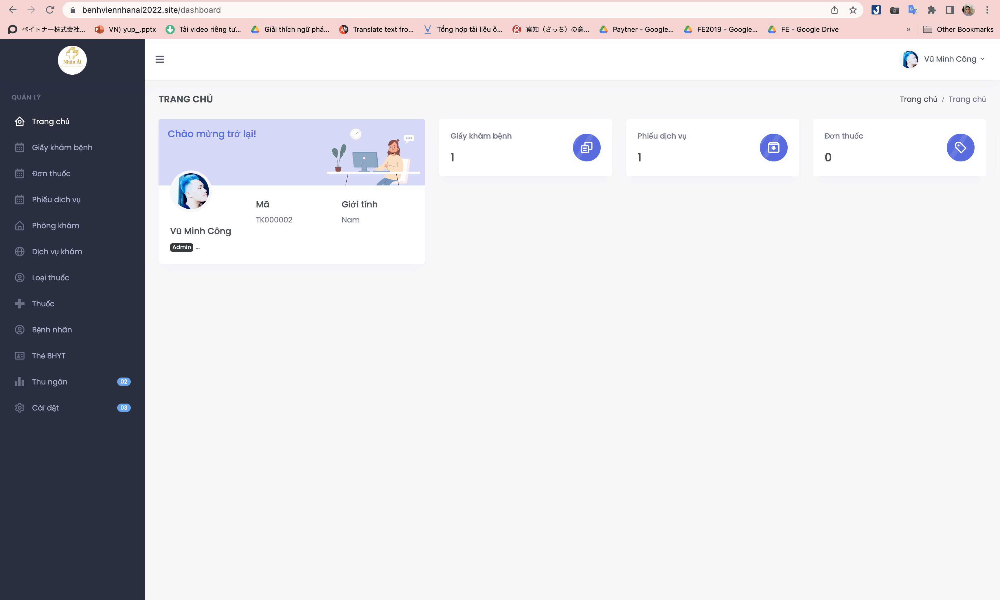 benhviennhanai2022.site/dashboard
ペイトナー株式会社...
VN) yup_.pptx
Tải video riêng tư...
Giải thích ngữ phá...
Translate text fro...
Tổng hợp tài liệu ô...
察知（さっち）の意...
Paytner - Google...
FE2019 - Google...
FE - Google Drive
»
Other Bookmarks
Nhân Ái
Vũ Minh Công
QUẢN LÝ
Trang chủ
Giấy khám bệnh
Đơn thuốc
Phiếu dịch vụ
Phòng khám
Dịch vụ khám
Loại thuốc
Thuốc
Bệnh nhân
Thẻ BHYT
Thu ngân 02
Cài đặt 03
TRANG CHỦ
Trang chủ / Trang chủ
Chào mừng trở lại!
Mã
TK000002
Giới tính
Nam
Vũ Minh Công
Admin ...
Giấy khám bệnh
1
Phiếu dịch vụ
1
Đơn thuốc
0